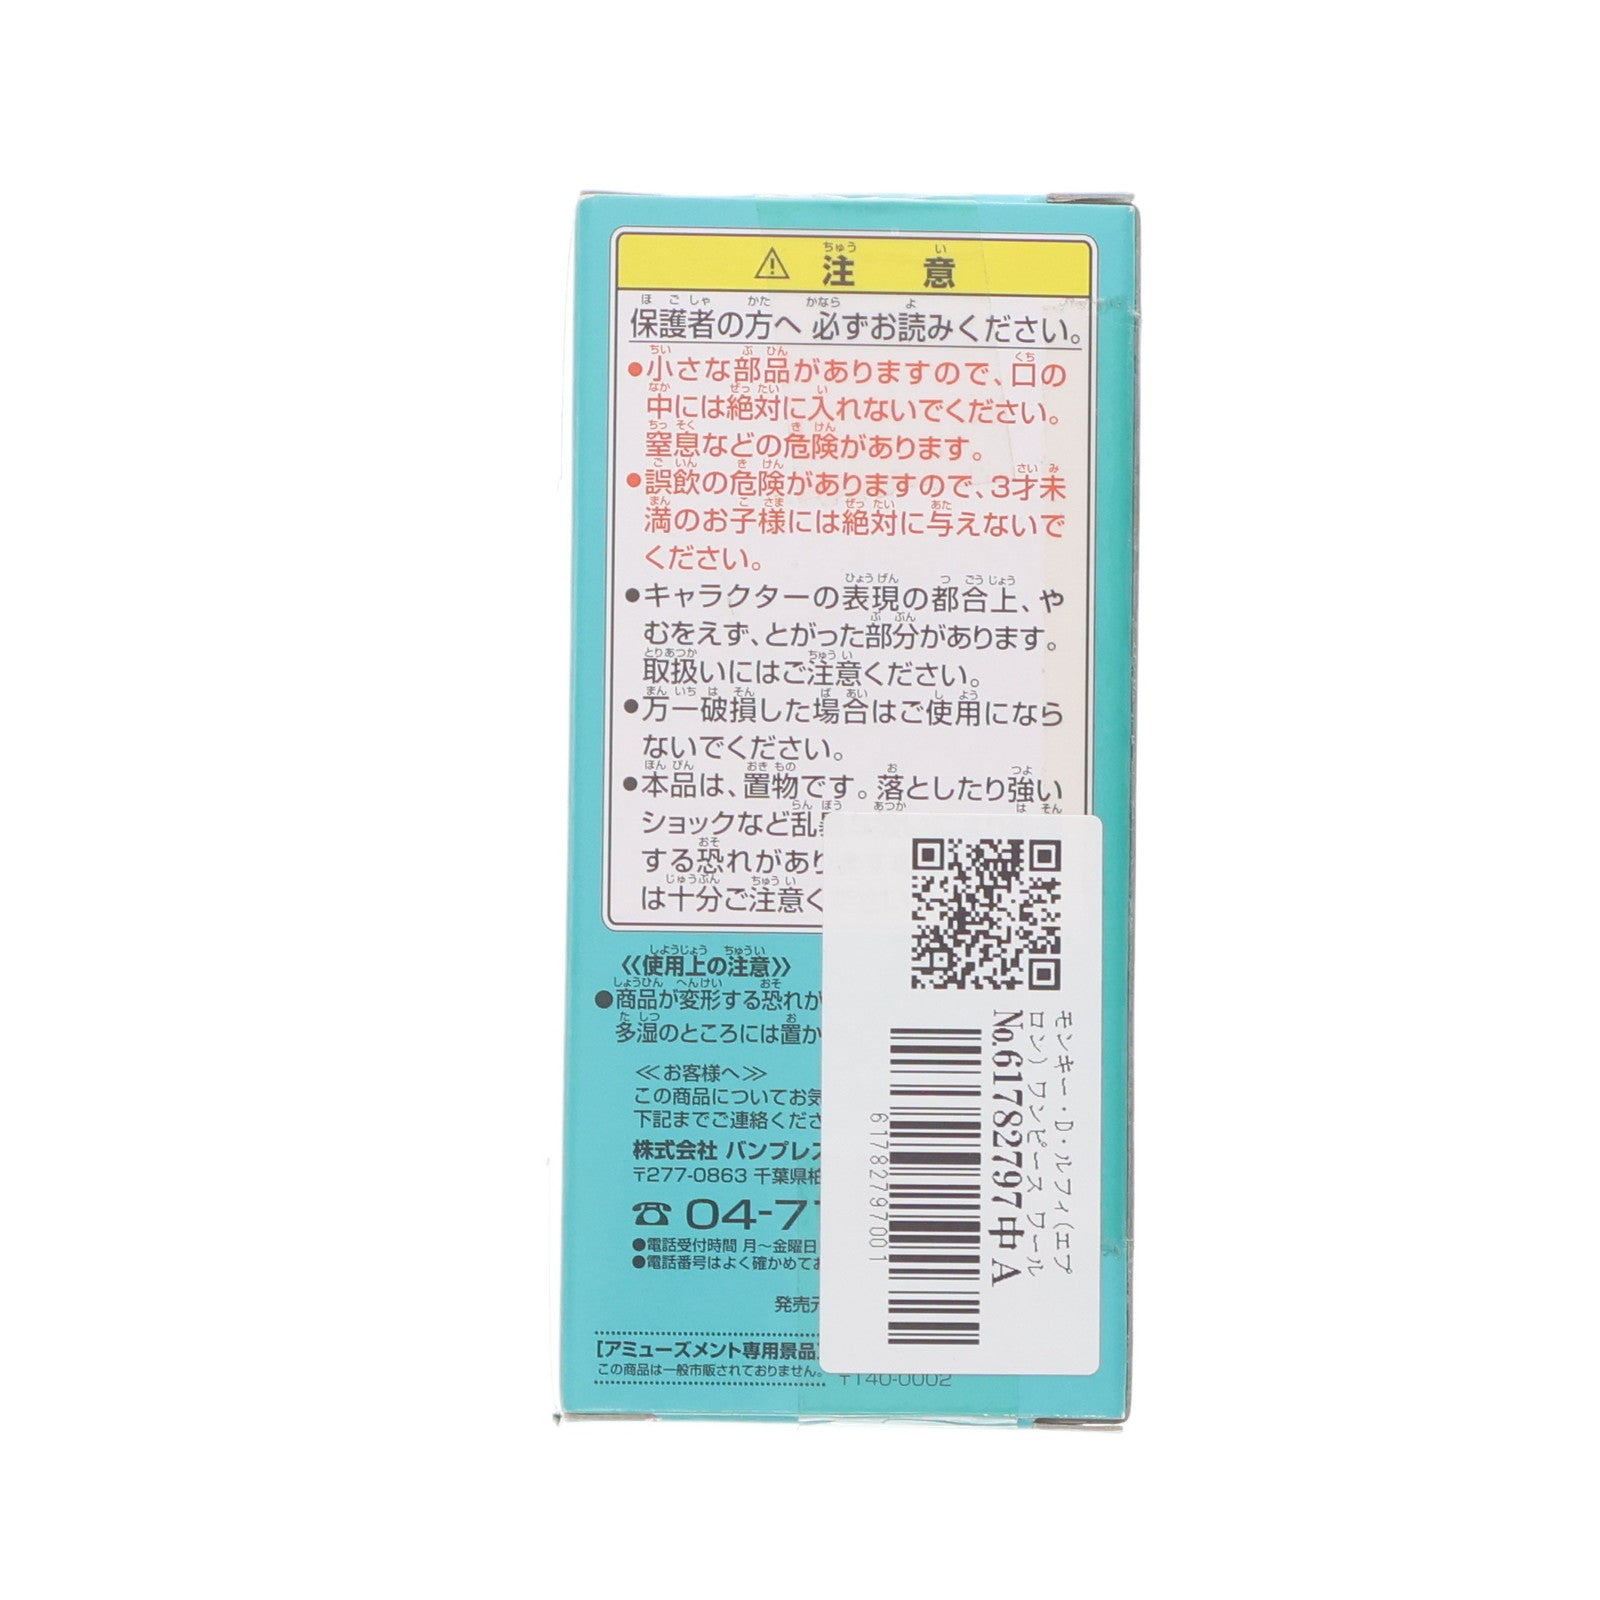 注意
保護者の方へ 必ずお読みください。
●小さな部品がありますので、口の
中には絶対に入れないでください。
窒息などの危険があります。
●誤飲の危険がありますので、3才未
満のお子様には絶対に与えないで
ください。
●キャラクターの表現の都合上、や
むをえず、とがった部分があります。
取扱いにはご注意ください。
●万一破損した場合はご使用になら
ないでください。
●本品は、置物です。落としたり強い
ショックなど乱
する恐れがあり
は十分ご注意く
《使用上の注意》
●商品が変形する恐れが
多湿のところには置か
≪お客様へ≫
この商品についてお気
下記までご連絡くださ
株式会社 バンプレス
〒277-0863 千葉県柏
☎ 04-71
●電話受付時間 月～金曜日
●電話番号はよく確かめてお
発売元
[アミューズメント専用景品]
この商品は一般市販されておりません。
〒140-0002
モンキー・D・ルフィ(エプ
ロン) ワンピース ワール
No.61782797中A
61782797001